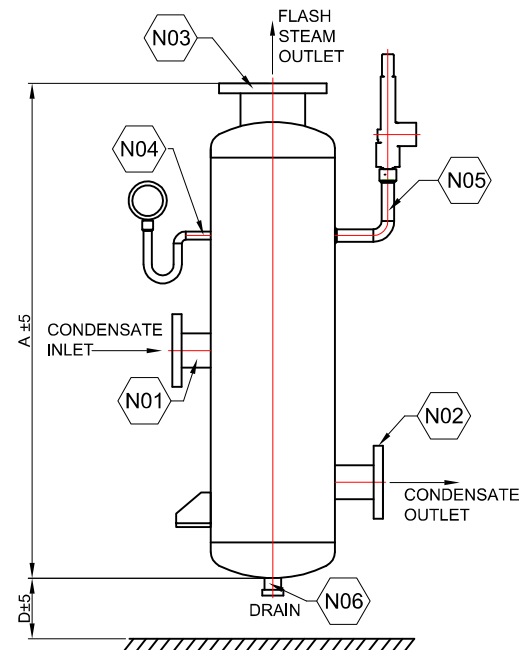 FLASH
STEAM
OUTLET
N03
N04
N05
A ±5
CONDENSATE
INLET
N01
N02
CONDENSATE
OUTLET
D±5
DRAIN
N06